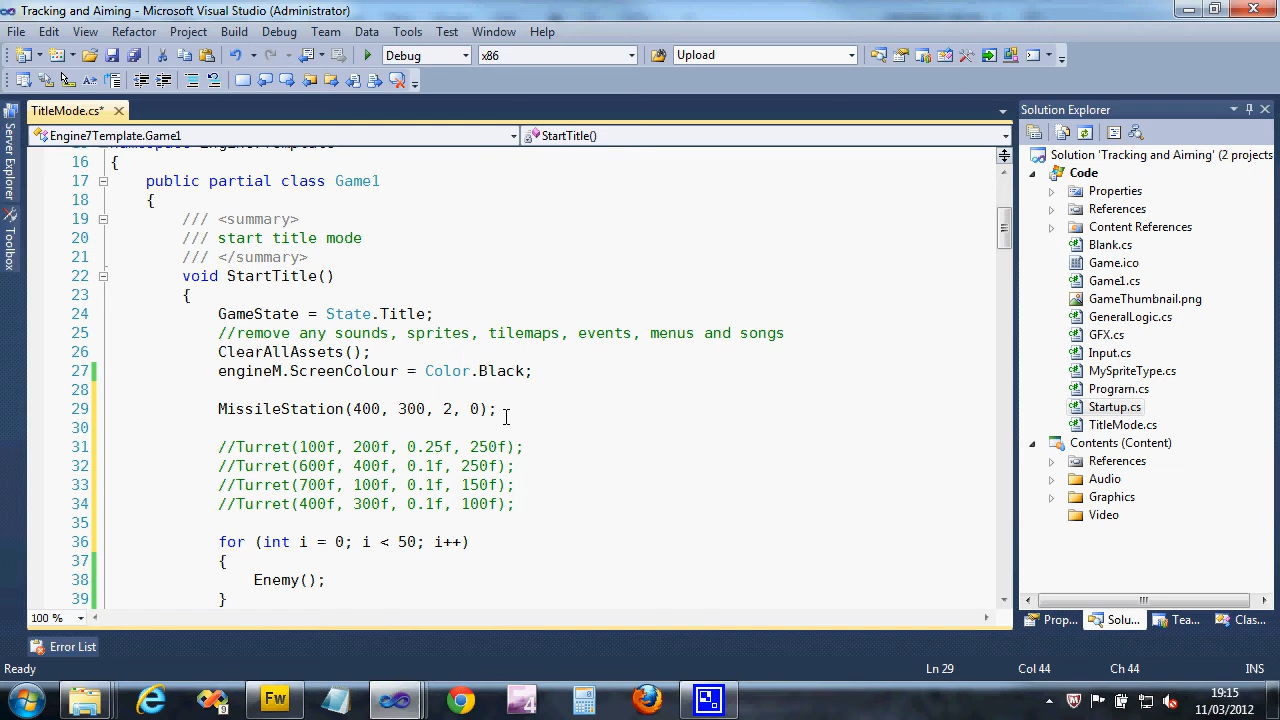 Tracking and Aiming - Microsoft Visual Studio (Administrator)
File Edit View Refactor Project Build Debug Team Data Tools Test Window Help
Debug x86 Upload
TitleMode.cs* Solution Explorer
Engine7Template.Game1 StartTitle()
Server Explorer
Toolbox
16 {
17 public partial class Game1
18 {
19 /// <summary>
20 /// start title mode
21 /// </summary>
22 void StartTitle()
23 {
24 GameState = State.Title;
25 //remove any sounds, sprites, tilemaps, events, menus and songs
26 ClearAllAssets();
27 engineM.ScreenColour = Color.Black;
28
29 MissileStation(400, 300, 2, 0);
30
31 //Turret(100f, 200f, 0.25f, 250f);
32 //Turret(600f, 400f, 0.1f, 250f);
33 //Turret(700f, 100f, 0.1f, 150f);
34 //Turret(400f, 300f, 0.1f, 100f);
35
36 for (int i = 0; i < 50; i++)
37 {
38 Enemy();
39 }
100 %
Solution 'Tracking and Aiming' (2 projects
Code
Properties
References
Content References
Blank.cs
Game.ico
Game1.cs
GameThumbnail.png
GeneralLogic.cs
GFX.cs
Input.cs
MySpriteType.cs
Program.cs
Startup.cs
TitleMode.cs
Contents (Content)
References
Audio
Graphics
Video
Prop... Solu... Tea... Clas...
Error List
Ready Ln 29 Col 44 Ch 44 INS
Fw 4 19:15
11/03/2012